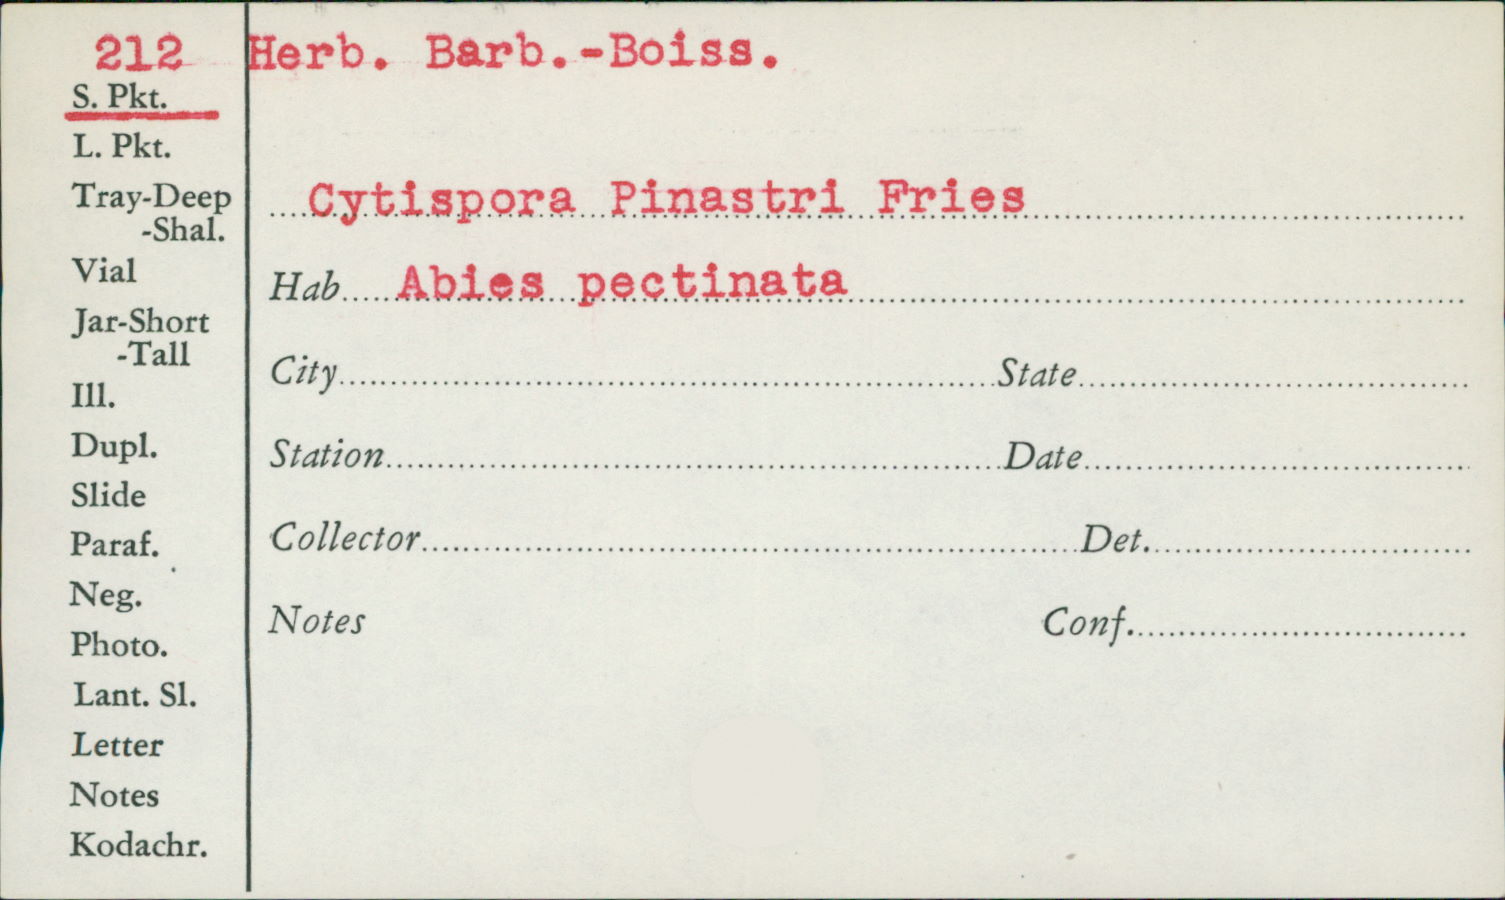 212 Herb. Barb.-Boiss.
S. Pkt.
L. Pkt.
Tray-Deep
-Shal.
Vial
Jar-Short
-Tall
Ill.
Dupl.
Slide
Paraf.
Neg.
Photo.
Lant. Sl.
Letter
Notes
Kodachr.
Cytispora Pinastri Fries
Hab. Abies pectinata
City State
Station Date
Collector Det.
Notes Conf.